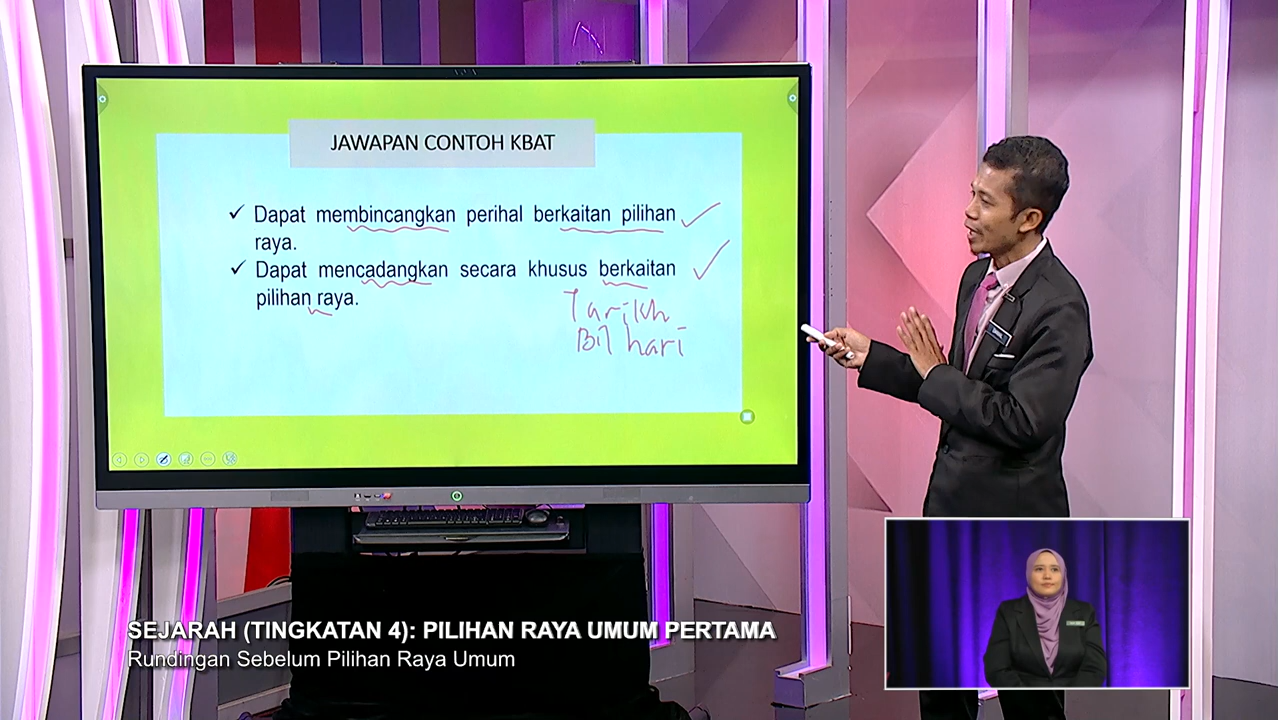 JAWAPAN CONTOH KBAT
✓ Dapat membincangkan perihal berkaitan pilihan
raya.
✓ Dapat mencadangkan secara khusus berkaitan
pilihan raya.
Tarikh
Bil hari
SEJARAH (TINGKATAN 4): PILIHAN RAYA UMUM PERTAMA
Rundingan Sebelum Pilihan Raya Umum